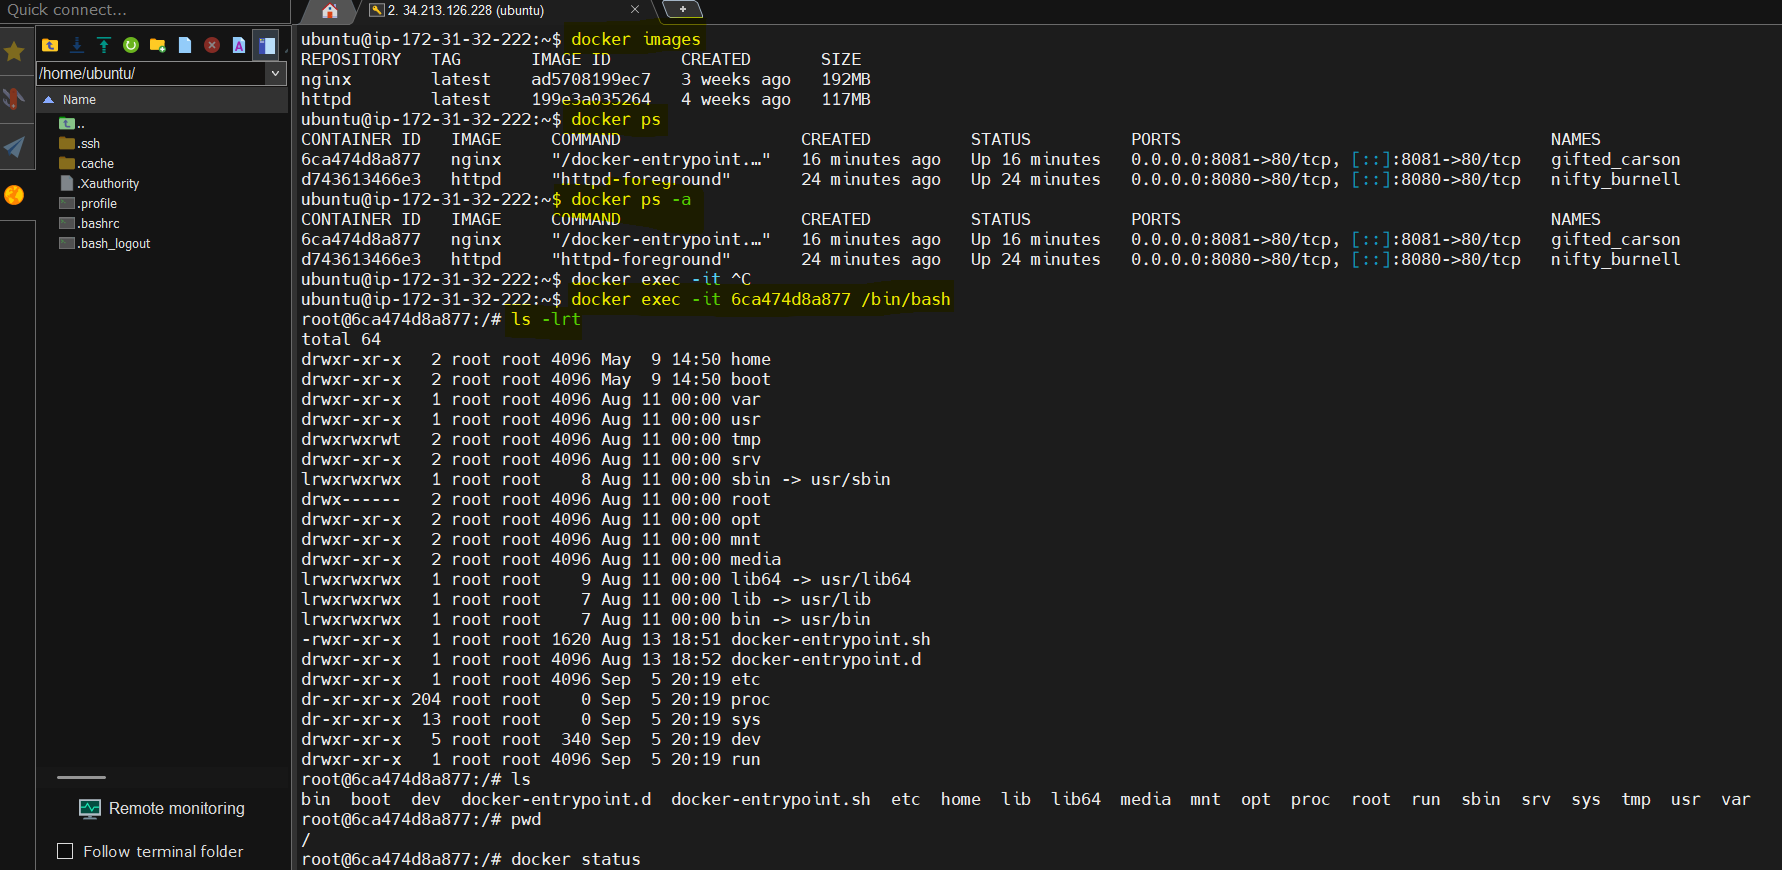 Quick connect...
2. 34.213.126.228 (ubuntu)
/home/ubuntu/
Name
..
.ssh
.cache
.Xauthority
.profile
.bashrc
.bash_logout
Remote monitoring
Follow terminal folder
ubuntu@ip-172-31-32-222:~$ docker images
REPOSITORY   TAG       IMAGE ID       CREATED       SIZE
nginx        latest    ad5708199ec7   3 weeks ago   192MB
httpd        latest    199e3a035264   4 weeks ago   117MB
ubuntu@ip-172-31-32-222:~$ docker ps
CONTAINER ID   IMAGE     COMMAND                  CREATED          STATUS          PORTS                                     NAMES
6ca474d8a877   nginx     "/docker-entrypoint.…"   16 minutes ago   Up 16 minutes   0.0.0.0:8081->80/tcp, [::]:8081->80/tcp   gifted_carson
d743613466e3   httpd     "httpd-foreground"       24 minutes ago   Up 24 minutes   0.0.0.0:8080->80/tcp, [::]:8080->80/tcp   nifty_burnell
ubuntu@ip-172-31-32-222:~$ docker ps -a
CONTAINER ID   IMAGE     COMMAND                  CREATED          STATUS          PORTS                                     NAMES
6ca474d8a877   nginx     "/docker-entrypoint.…"   16 minutes ago   Up 16 minutes   0.0.0.0:8081->80/tcp, [::]:8081->80/tcp   gifted_carson
d743613466e3   httpd     "httpd-foreground"       24 minutes ago   Up 24 minutes   0.0.0.0:8080->80/tcp, [::]:8080->80/tcp   nifty_burnell
ubuntu@ip-172-31-32-222:~$ docker exec -it ^C
ubuntu@ip-172-31-32-222:~$ docker exec -it 6ca474d8a877 /bin/bash
root@6ca474d8a877:/# ls -lrt
total 64
drwxr-xr-x   2 root root 4096 May  9 14:50 home
drwxr-xr-x   2 root root 4096 May  9 14:50 boot
drwxr-xr-x   1 root root 4096 Aug 11 00:00 var
drwxr-xr-x   1 root root 4096 Aug 11 00:00 usr
drwxrwxrwt   2 root root 4096 Aug 11 00:00 tmp
drwxr-xr-x   2 root root 4096 Aug 11 00:00 srv
lrwxrwxrwx   1 root root    8 Aug 11 00:00 sbin -> usr/sbin
drwx------   2 root root 4096 Aug 11 00:00 root
drwxr-xr-x   2 root root 4096 Aug 11 00:00 opt
drwxr-xr-x   2 root root 4096 Aug 11 00:00 mnt
drwxr-xr-x   2 root root 4096 Aug 11 00:00 media
lrwxrwxrwx   1 root root    9 Aug 11 00:00 lib64 -> usr/lib64
lrwxrwxrwx   1 root root    7 Aug 11 00:00 lib -> usr/lib
lrwxrwxrwx   1 root root    7 Aug 11 00:00 bin -> usr/bin
-rwxr-xr-x   1 root root 1620 Aug 13 18:51 docker-entrypoint.sh
drwxr-xr-x   1 root root 4096 Aug 13 18:52 docker-entrypoint.d
drwxr-xr-x   1 root root 4096 Sep  5 20:19 etc
dr-xr-xr-x 204 root root    0 Sep  5 20:19 proc
dr-xr-xr-x  13 root root    0 Sep  5 20:19 sys
drwxr-xr-x   5 root root  340 Sep  5 20:19 dev
drwxr-xr-x   1 root root 4096 Sep  5 20:19 run
root@6ca474d8a877:/# ls
bin  boot  dev  docker-entrypoint.d  docker-entrypoint.sh  etc  home  lib  lib64  media  mnt  opt  proc  root  run  sbin  srv  sys  tmp  usr  var
root@6ca474d8a877:/# pwd
/
root@6ca474d8a877:/# docker status